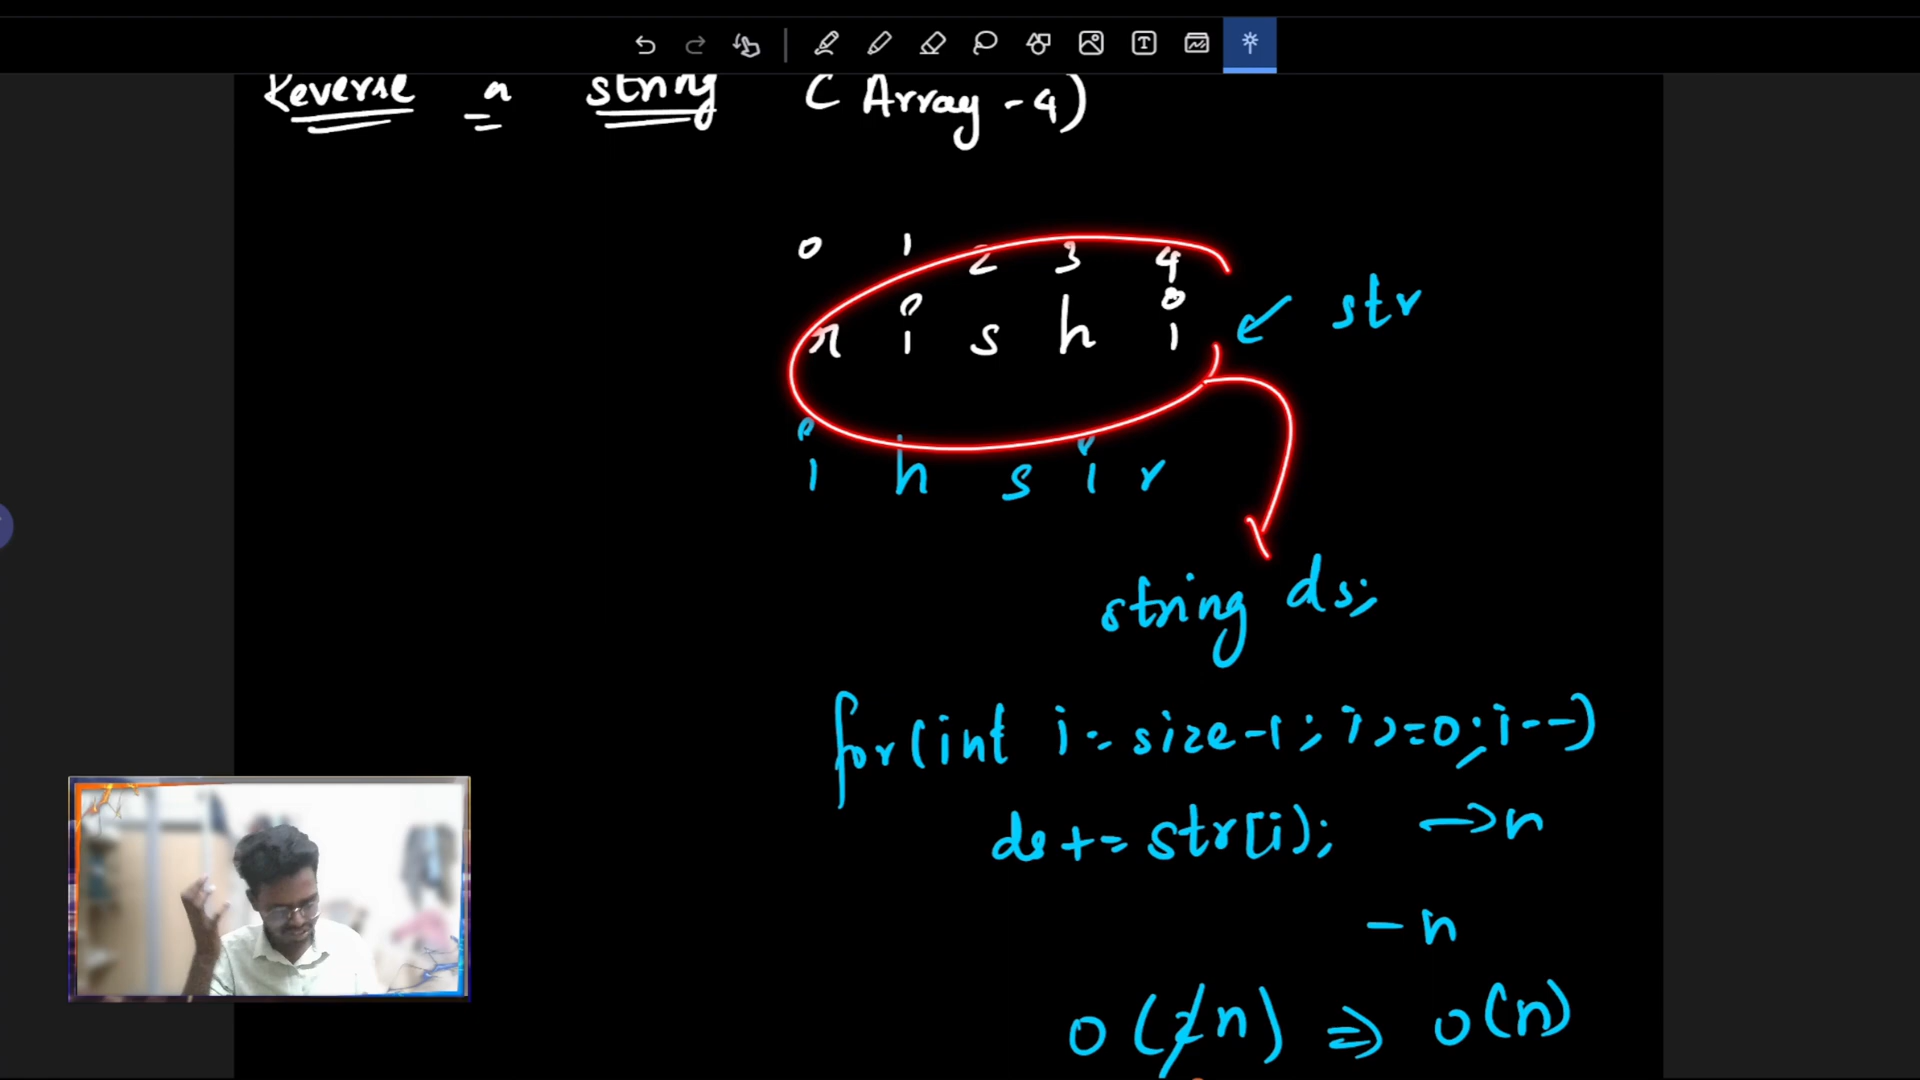 Reverse a string (Array-4)
0 1 2 3 4
r i s h i
str
i h s i r
string ds;
for(int i=size-1; i>=0; i--)
ds += str[i]; → n
- n
O(2n) ⇒ O(n)